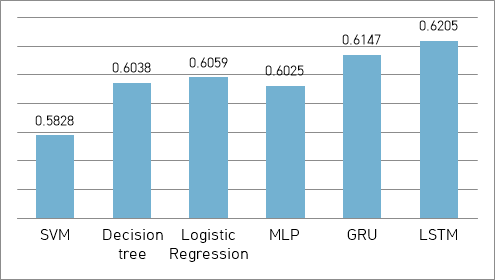 0.5828
0.6038
0.6059
0.6025
0.6147
0.6205
SVM
Decision
tree
Logistic
Regression
MLP
GRU
LSTM